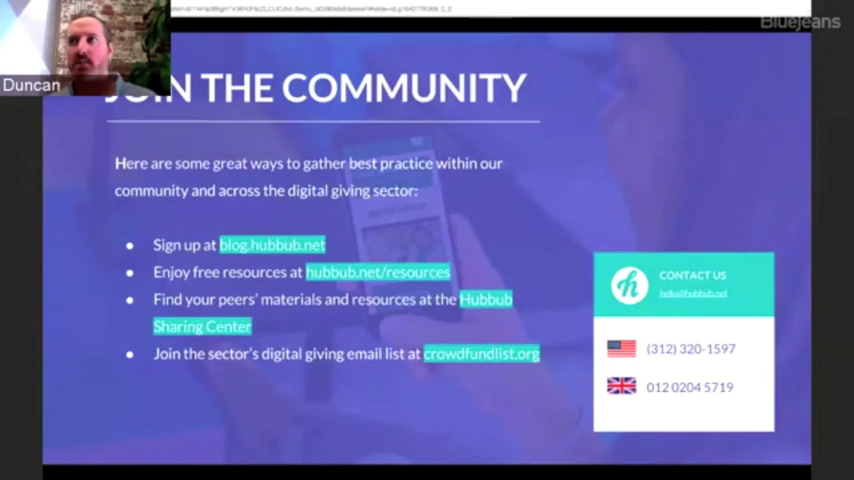 BlueJeans
Duncan
JOIN THE COMMUNITY
Here are some great ways to gather best practice within our
community and across the digital giving sector:
● Sign up at blog.hubbub.net
● Enjoy free resources at hubbub.net/resources
● Find your peers' materials and resources at the Hubbub
Sharing Center
● Join the sector's digital giving email list at crowdfundlist.org
h
CONTACT US
hello@hubbub.net
(312) 320-1597
012 0204 5719